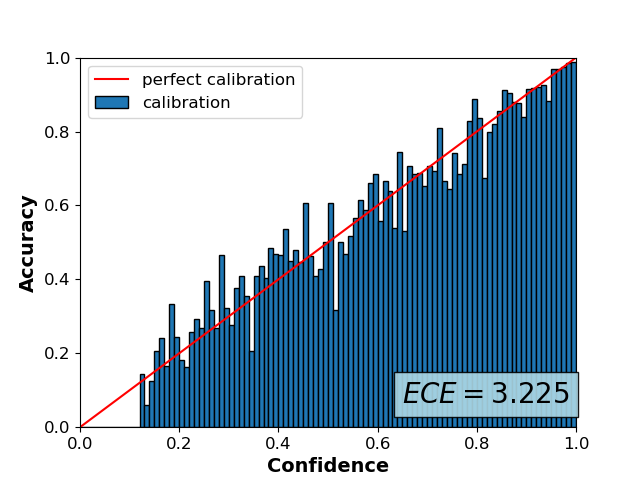 perfect calibration
calibration
1.0
0.8
0.6
0.4
0.2
0.0
Accuracy
ECE = 3.225
0.0 0.2 0.4 0.6 0.8 1.0
Confidence